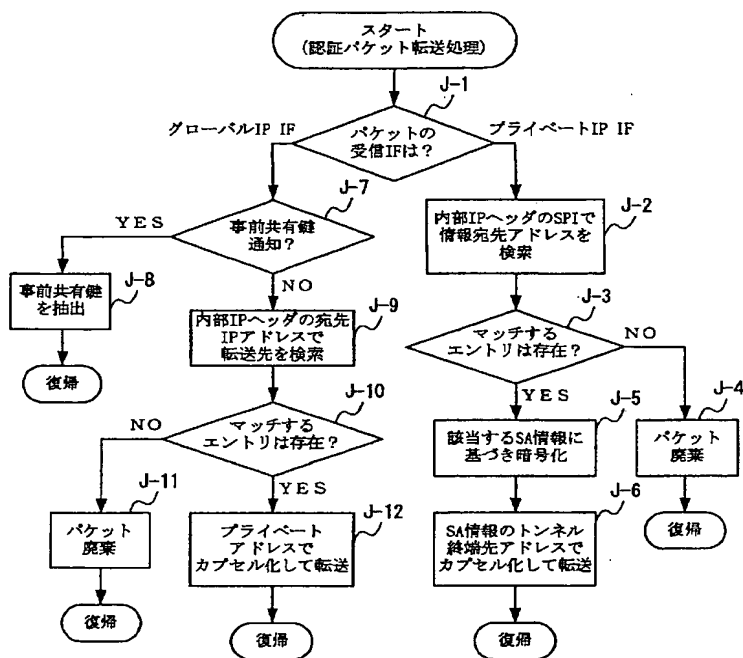 スタート
(認証パケット転送処理)
J-1
グローバルIP IF
パケットの
受信IFは?
プライベートIP IF
J-7
YES
事前共有鍵
通知?
NO
J-2
内部IPヘッダのSPIで
情報宛先アドレスを
検索
J-8
事前共有鍵
を抽出
復帰
J-9
内部IPヘッダの宛先
IPアドレスで
転送先を検索
J-3
マッチする
エントリは存在?
NO
YES
J-10
NO
マッチする
エントリは存在?
YES
J-5
該当するSA情報に
基づき暗号化
J-4
パケット
廃棄
復帰
J-11
パケット
廃棄
復帰
J-12
プライベート
アドレスで
カプセル化して転送
復帰
J-6
SA情報のトンネル
終端先アドレスで
カプセル化して転送
復帰